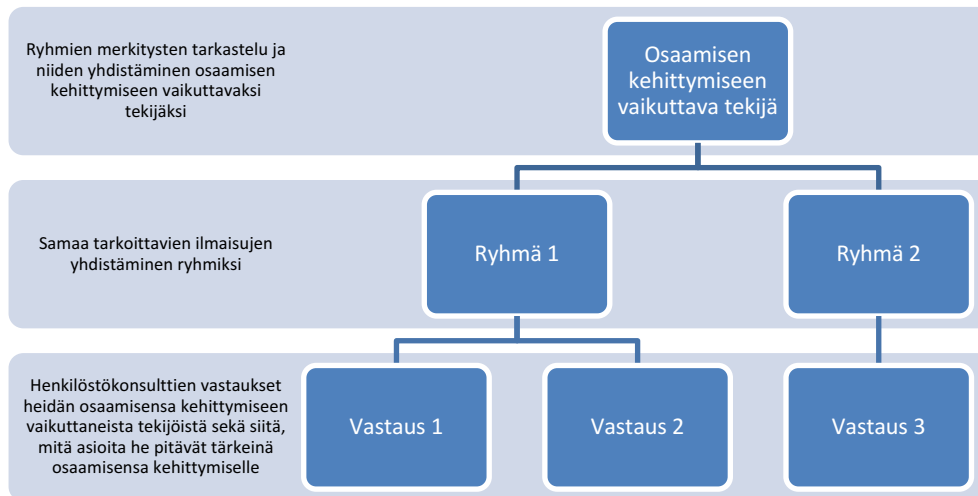 Ryhmien merkitysten tarkastelu ja
niiden yhdistäminen osaamisen
kehittymiseen vaikuttavaksi
tekijäksi
Osaamisen
kehittymiseen
vaikuttava tekijä
Samaa tarkoittavien ilmaisujen
yhdistäminen ryhmiksi
Ryhmä 1
Ryhmä 2
Henkilöstökonsulttien vastaukset
heidän osaamisensa kehittymiseen
vaikuttaneista tekijöistä sekä siitä,
mitä asioita he pitävät tärkeinä
osaamisensa kehittymiselle
Vastaus 1
Vastaus 2
Vastaus 3